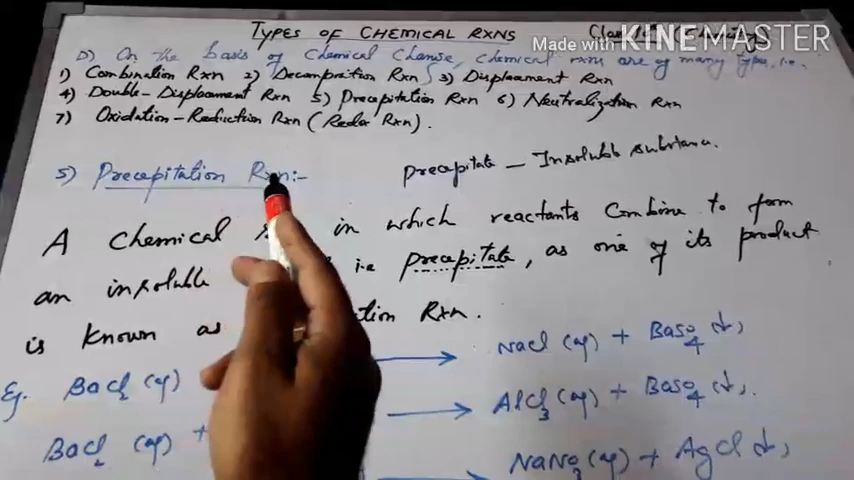 TYPES OF CHEMICAL RXNS
Made with KINEMASTER
On the basis of Chemical Change, chemical rxns are of many types, i.e.
1) Combination Rxn 2) Decomposition Rxn 3) Displacement Rxn
4) Double-Displacement Rxn 5) Precipitation Rxn 6) Neutralization Rxn
7) Oxidation-Reduction Rxn (Redox Rxn).
5) Precapitation Rxn:- Precapitate — Insoluble substance.
A Chemical in which reactants Combine to form
an insoluble i.e precapitate, as one of its product
is known as Rxn.
Eg. BaCl2 (aq) → NaCl (aq) + BaSO4 ↓,
BaCl2 (aq) + → AlCl3 (aq) + BaSO4 ↓.
→ NaNO3 (aq) + AgCl ↓,